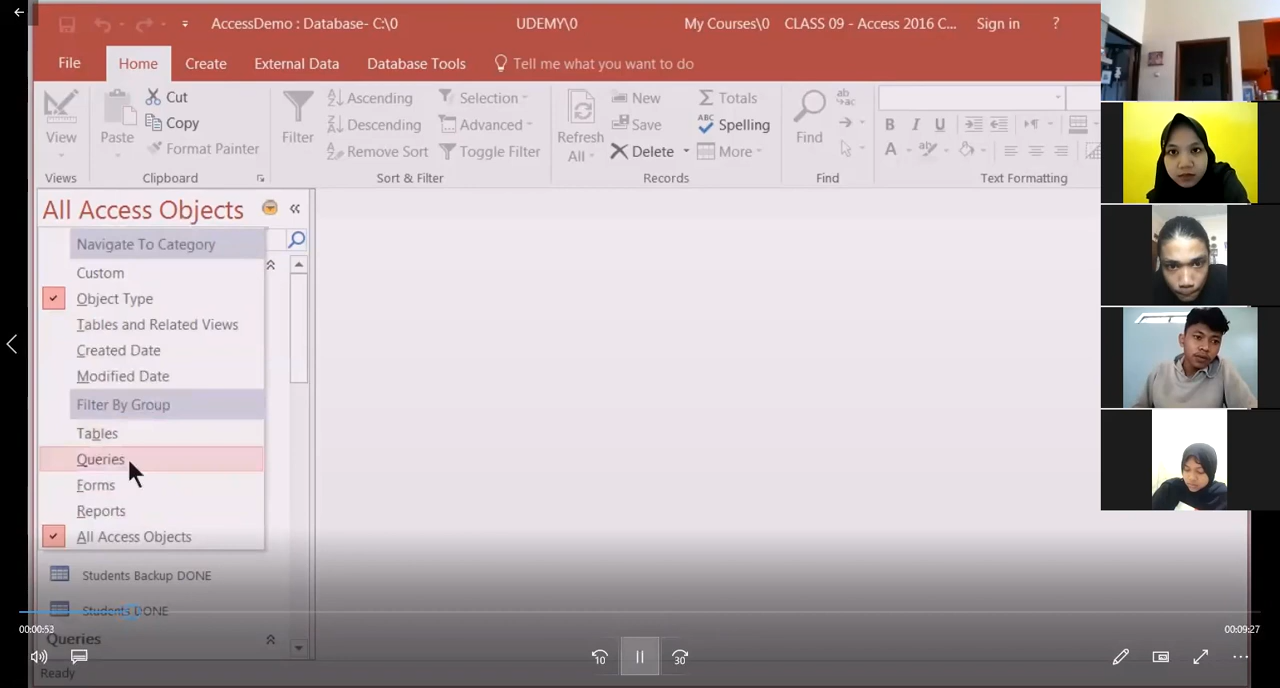 AccessDemo : Database- C:\0 UDEMY\0 My Courses\0 CLASS 09 - Access 2016 C... Sign in ?
File Home Create External Data Database Tools Tell me what you want to do
View
Paste
Cut
Copy
Format Painter
Filter
Ascending
Descending
Remove Sort
Selection
Advanced
Toggle Filter
Refresh
All
New
Save
Delete
Totals
Spelling
More
Find
B I U
A
Views Clipboard Sort & Filter Records Find Text Formatting
All Access Objects
Navigate To Category
Custom
Object Type
Tables and Related Views
Created Date
Modified Date
Filter By Group
Tables
Queries
Forms
Reports
All Access Objects
Students Backup DONE
Students DONE
Queries
Ready
00:00:53 00:09:27
10 30